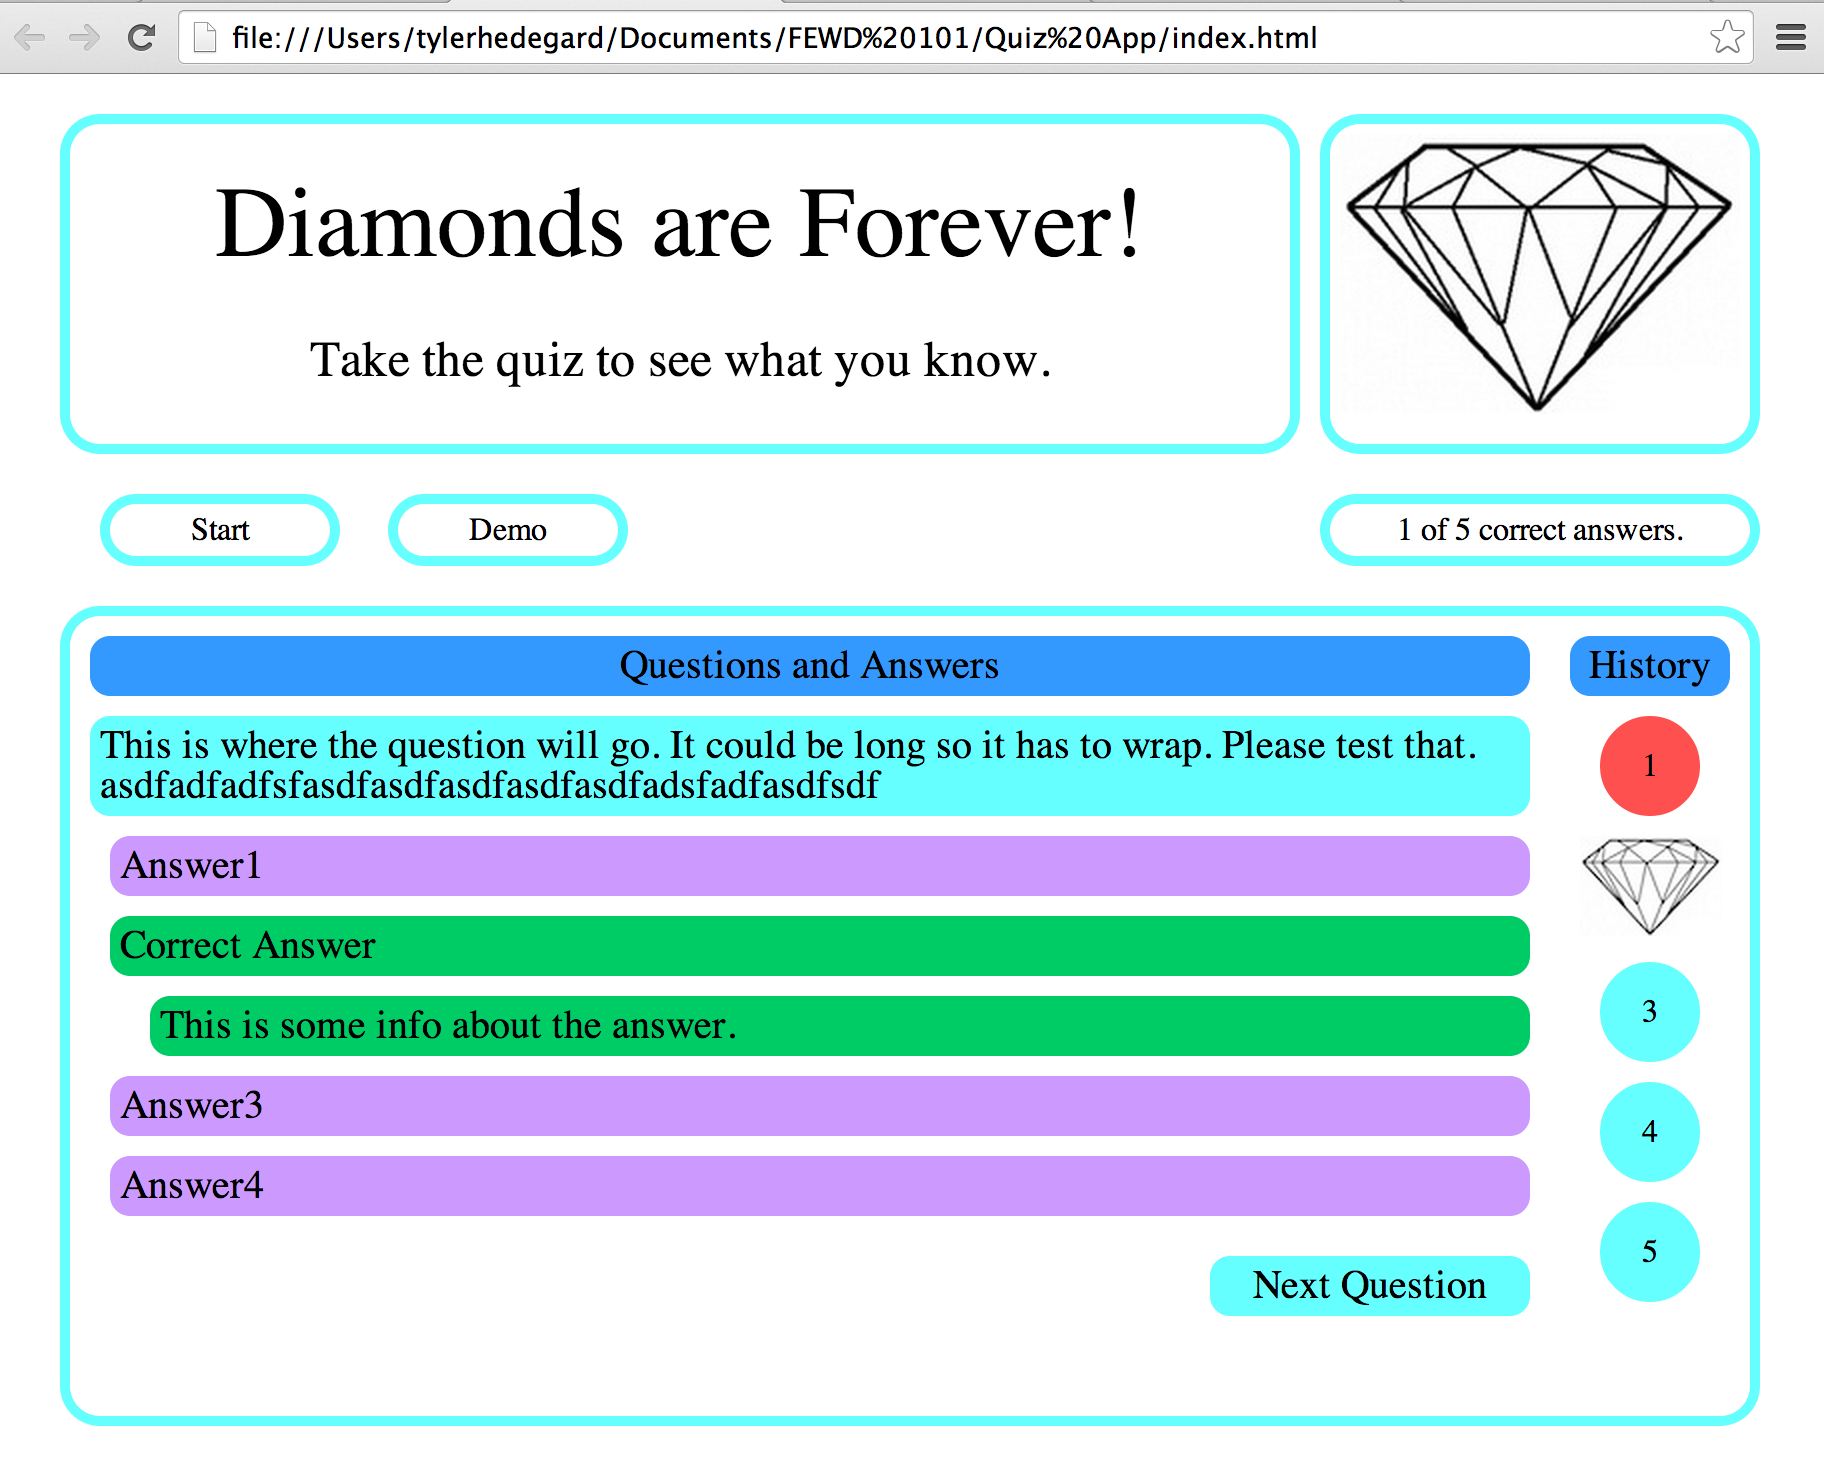 file:///Users/tylerhedegard/Documents/FEWD%20101/Quiz%20App/index.html
Diamonds are Forever!
Take the quiz to see what you know.
Start
Demo
1 of 5 correct answers.
Questions and Answers
This is where the question will go. It could be long so it has to wrap. Please test that.
asdfadfadfsfasdfasdfasdfasdfasdfadsfadfasdfsdf
Answer1
Correct Answer
This is some info about the answer.
Answer3
Answer4
Next Question
History
1
3
4
5